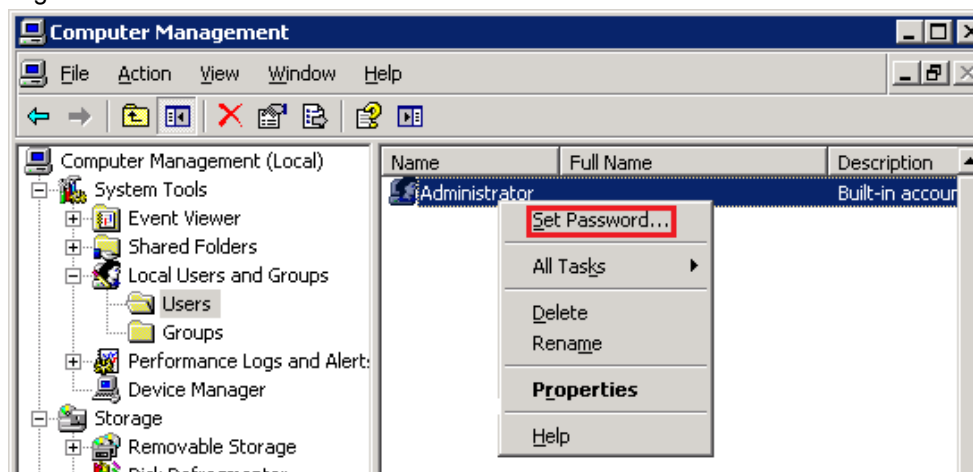 Computer Management
File Action View Window Help
Computer Management (Local)
System Tools
Event Viewer
Shared Folders
Local Users and Groups
Users
Groups
Performance Logs and Alert
Device Manager
Storage
Removable Storage
Name Full Name Description
Administrator Built-in accour
Set Password...
All Tasks
Delete
Rename
Properties
Help